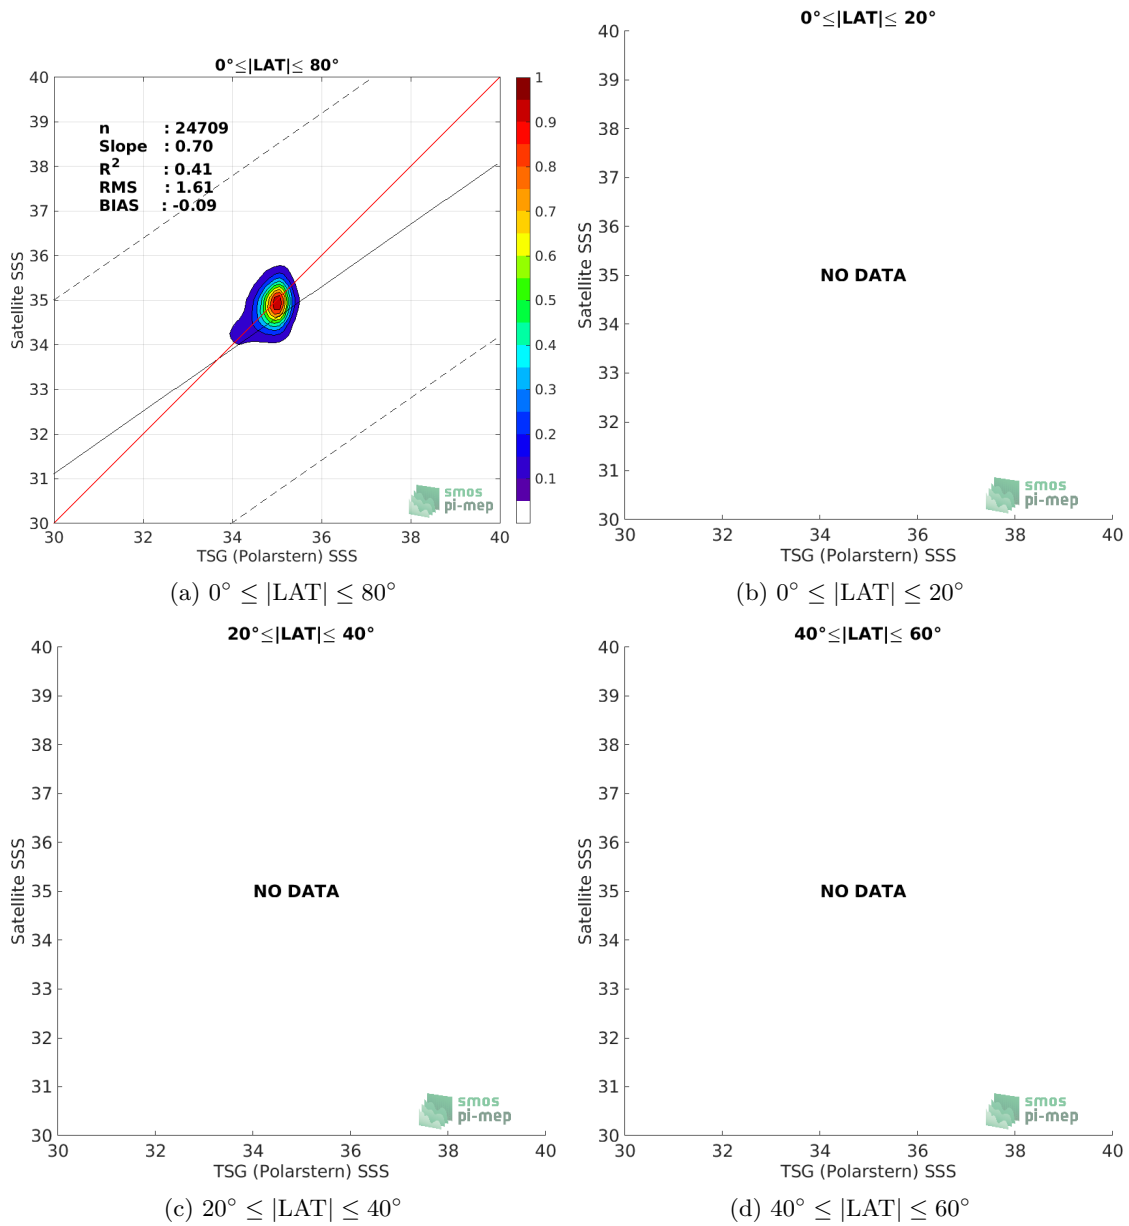 0°≤|LAT|≤ 80°
40
39
38
37
36
35
34
33
32
31
30
Satellite SSS
n : 24709
Slope : 0.70
R² : 0.41
RMS : 1.61
BIAS : -0.09
1
0.9
0.8
0.7
0.6
0.5
0.4
0.3
0.2
0.1
smos
pi-mep
30 32 34 36 38 40
TSG (Polarstern) SSS
(a) 0° ≤ |LAT| ≤ 80°
0°≤|LAT|≤ 20°
40
39
38
37
36
35
34
33
32
31
30
Satellite SSS
NO DATA
smos
pi-mep
30 32 34 36 38 40
TSG (Polarstern) SSS
(b) 0° ≤ |LAT| ≤ 20°
20°≤|LAT|≤ 40°
40
39
38
37
36
35
34
33
32
31
30
Satellite SSS
NO DATA
smos
pi-mep
30 32 34 36 38 40
TSG (Polarstern) SSS
(c) 20° ≤ |LAT| ≤ 40°
40°≤|LAT|≤ 60°
40
39
38
37
36
35
34
33
32
31
30
Satellite SSS
NO DATA
smos
pi-mep
30 32 34 36 38 40
TSG (Polarstern) SSS
(d) 40° ≤ |LAT| ≤ 60°